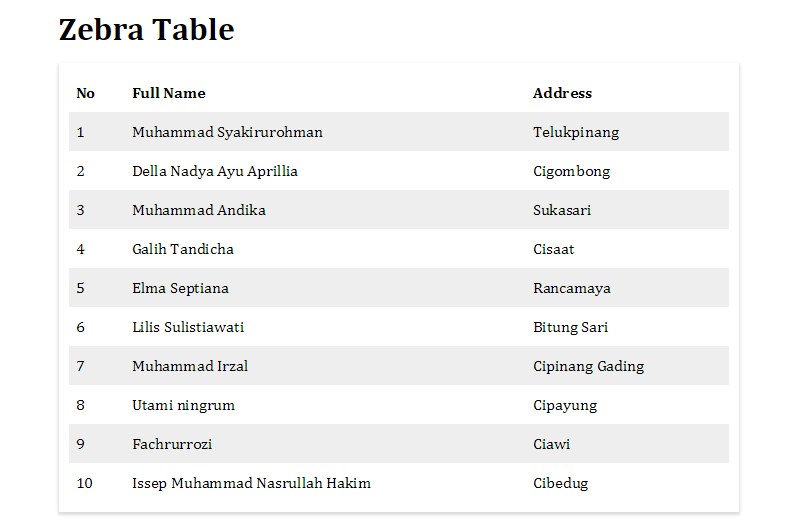 Zebra Table
No Full Name Address
1 Muhammad Syakirurohman Telukpinang
2 Della Nadya Ayu Aprillia Cigombong
3 Muhammad Andika Sukasari
4 Galih Tandicha Cisaat
5 Elma Septiana Rancamaya
6 Lilis Sulistiawati Bitung Sari
7 Muhammad Irzal Cipinang Gading
8 Utami ningrum Cipayung
9 Fachrurrozi Ciawi
10 Issep Muhammad Nasrullah Hakim Cibedug